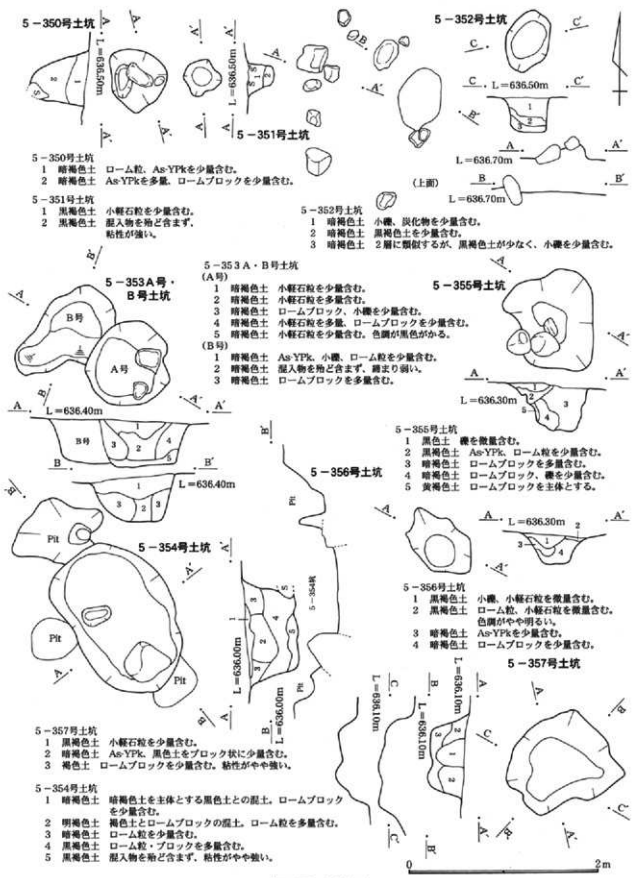 5-350号土坑
A
A'
L=636.50m
5-351号土坑
A
A'
L=636.50m
5-350号土坑
1 暗褐色土 ローム粒、As-YPkを少量含む。
2 暗褐色土 As-YPkを多量、ロームブロックを少量含む。
5-351号土坑
1 黒褐色土 小軽石粒を少量含む。
2 黒褐色土 混入物を殆ど含まず、
粘性が強い。
5-352号土坑
C
C'
L=636.50m
A
A'
L=636.70m
B
B'
L=636.70m
(上面)
5-352号土坑
1 暗褐色土 小礫、炭化物を少量含む。
2 暗褐色土 黒褐色土を少量含む。
3 暗褐色土 2層に類似するが、黒褐色土が少なく、小礫を少量含む。
5-353A号・
B号土坑
B号
A号
5-353A・B号土坑
(A号)
1 暗褐色土 小軽石粒を少量含む。
2 暗褐色土 小軽石粒を多量含む。
3 暗褐色土 ロームブロック、小礫を少量含む。
4 暗褐色土 小軽石粒を多量、ロームブロックを少量含む。
5 暗褐色土 小軽石粒を少量含む。色調が黒色がかる。
(B号)
1 暗褐色土 As-YPk、小礫、ローム粒を少量含む。
2 暗褐色土 混入物を殆ど含まず、締まり弱い。
3 暗褐色土 ロームブロックを多量含む。
A
L=636.40m
A'
B号
B
B'
L=636.40m
5-355号土坑
A
A'
L=636.30m
5-355号土坑
1 黒色土 礫を微量含む。
2 黒褐色土 As-YPk、ローム粒を少量含む。
3 暗褐色土 ロームブロックを多量含む。
4 暗褐色土 ロームブロック、礫を少量含む。
5 黄褐色土 ロームブロックを主体とする。
5-356号土坑
A
A'
L=636.30m
5-356号土坑
1 黒褐色土 小礫、小軽石粒を微量含む。
2 黒褐色土 ローム粒、小軽石粒を微量含む。
色調がやや明るい。
3 暗褐色土 As-YPkを少量含む。
4 暗褐色土 ロームブロックを少量含む。
5-354号土坑
Pit
Pit
Pit
L=636.00m
L=636.00m
Pit
5-354坑
Pit
5-357号土坑
L=636.10m
L=636.10m
L=636.10m
5-357号土坑
1 黒褐色土 小軽石粒を少量含む。
2 暗褐色土 As-YPk、黒色土をブロック状に少量含む。
3 褐色土 ロームブロックを少量含む。粘性がやや強い。
5-354号土坑
1 暗褐色土 暗褐色土を主体とする黒色土との混土。ロームブロック
を少量含む。
2 明褐色土 褐色土とロームブロックの混土。ローム粒を多量含む。
3 暗褐色土 ローム粒を少量含む。
4 黒褐色土 ローム粒・ブロックを多量含む。
5 黒褐色土 混入物を殆ど含まず、粘性がやや強い。
0
2m